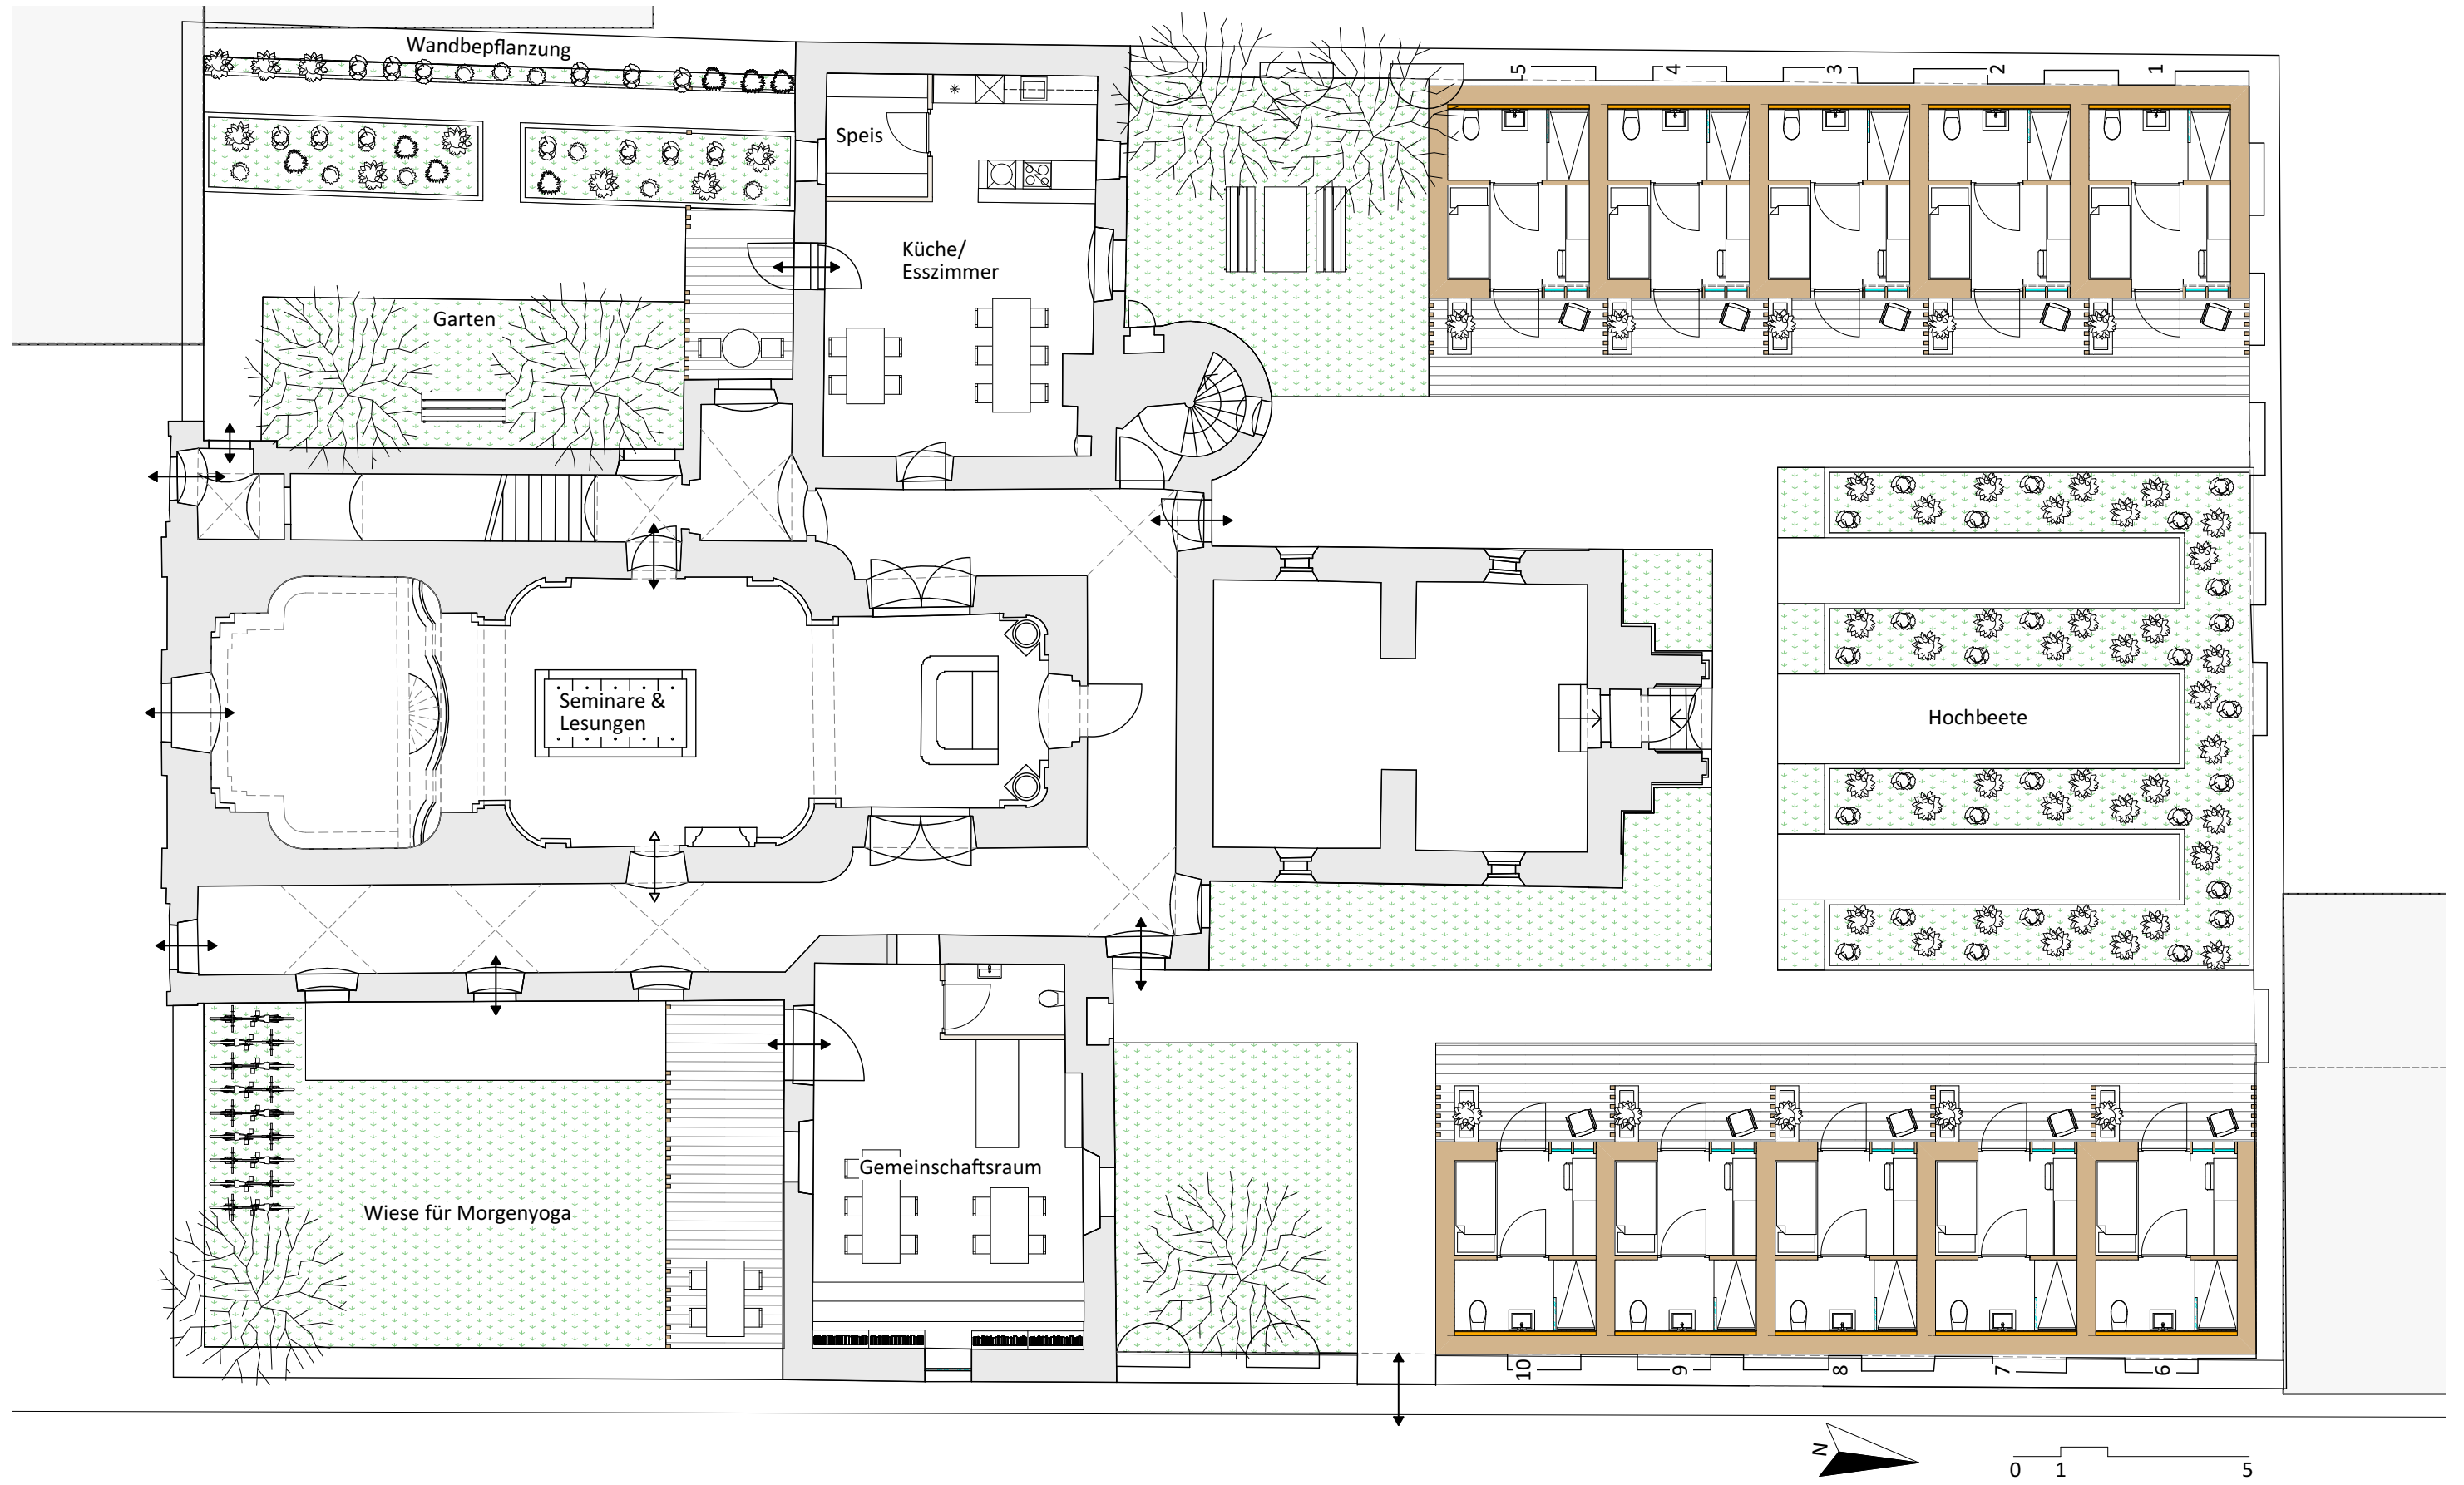 Wandbepflanzung
5
4
3
2
1
Speis
Küche/
Esszimmer
Garten
Seminare &
Lesungen
Hochbeete
Gemeinschaftsraum
Wiese für Morgenyoga
10
9
8
7
6
N
0 1 5